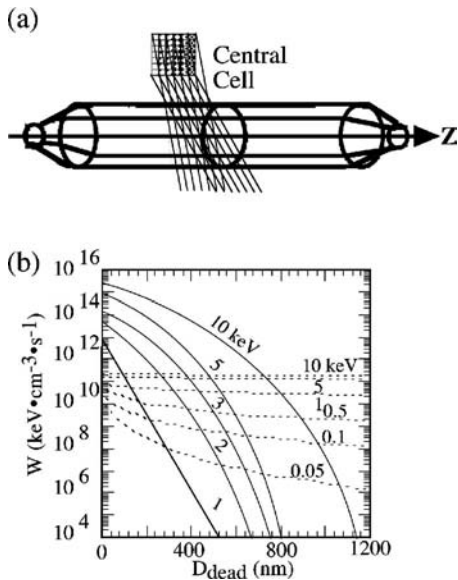 (a)
Central
Cell
Z
(b)
W (keV•cm⁻³•s⁻¹)
10 16
10 14
10 12
10 10
10 8
10 6
10 4
10 keV
5
3
2
1
10 keV
5
1
0.5
0.1
0.05
0
400
800
1200
D_dead (nm)